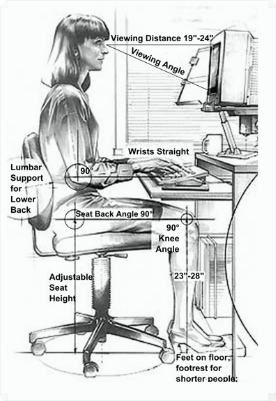 Viewing Distance 19"-24"
Viewing Angle
Wrists Straight
Lumbar
Support
for
Lower
Back
90°
Seat Back Angle 90°
90°
Knee
Angle
Adjustable
Seat
Height
23"-28"
Feet on floor,
footrest for
shorter people.